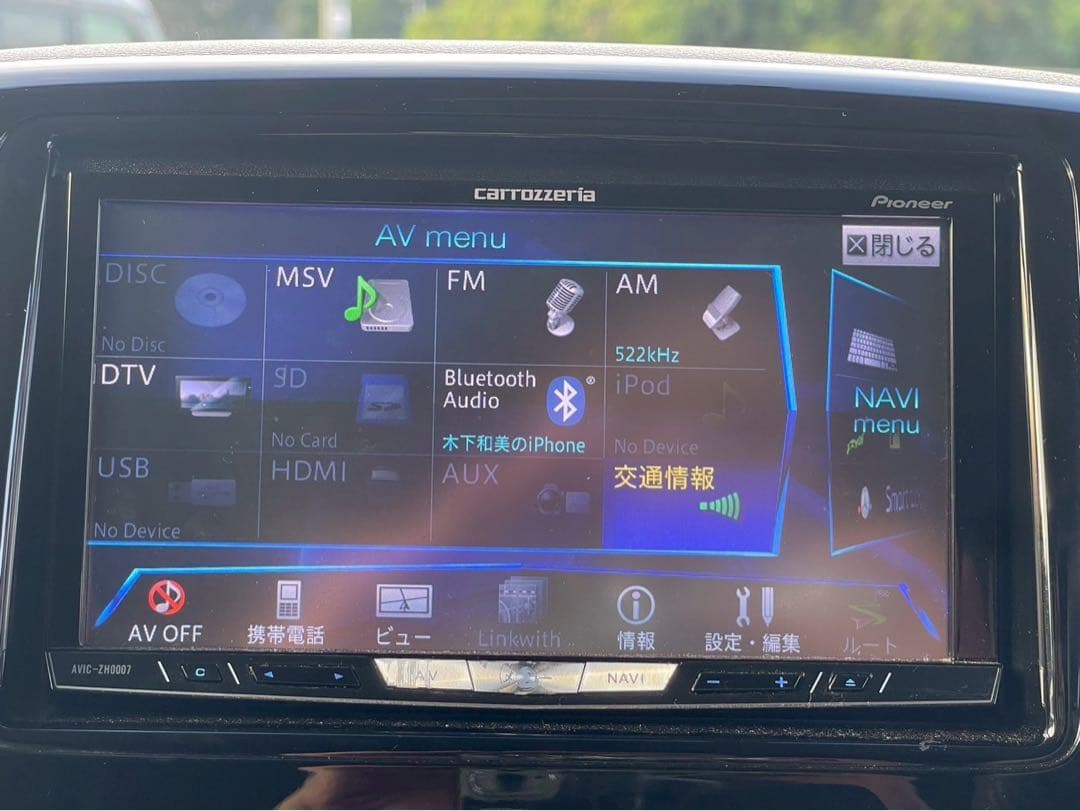 carrozzeria
Pioneer
AV menu
閉じる
DISC
No Disc
MSV
FM
AM
522kHz
DTV
SD
No Card
Bluetooth
Audio
木下和美のiPhone
iPod
No Device
USB
No Device
HDMI
AUX
交通情報
NAVI
menu
AV OFF
携帯電話
ビュー
Linkwith
情報
設定・編集
ルート
AVIC-ZH0007
C
AV
NAVI